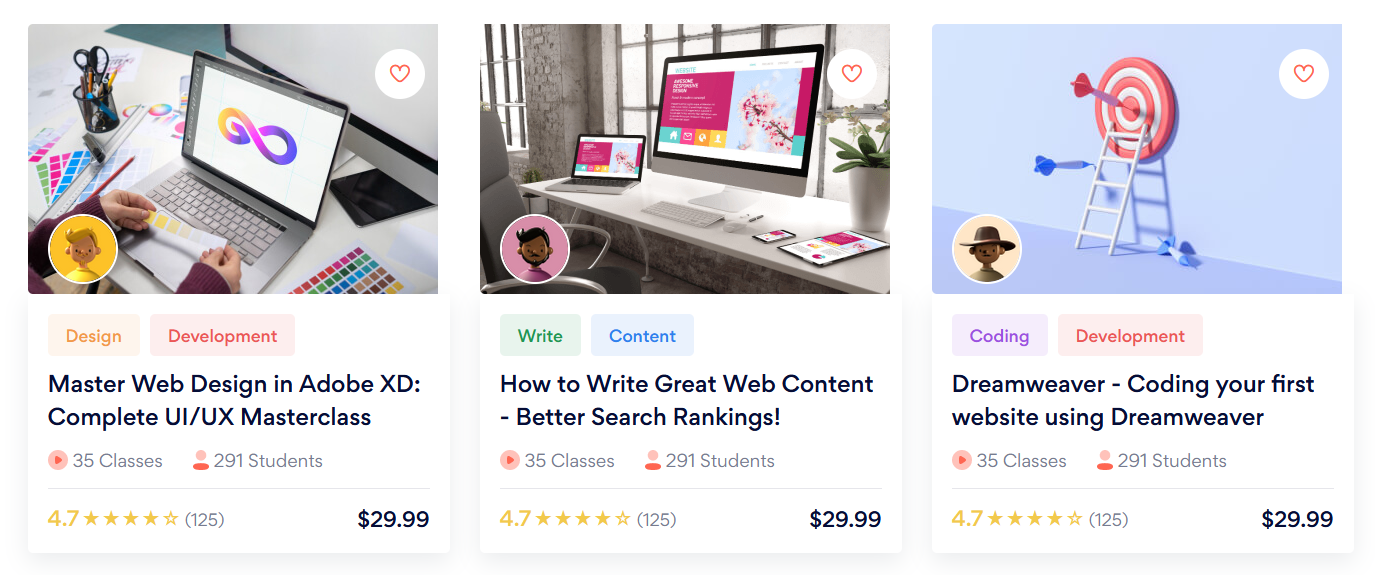 WEBSITE
AWESOME
RESPONSIVE
DESIGN
Design
Development
Master Web Design in Adobe XD:
Complete UI/UX Masterclass
35 Classes
291 Students
4.7
(125)
$29.99
Write
Content
How to Write Great Web Content
- Better Search Rankings!
35 Classes
291 Students
4.7
(125)
$29.99
Coding
Development
Dreamweaver - Coding your first
website using Dreamweaver
35 Classes
291 Students
4.7
(125)
$29.99